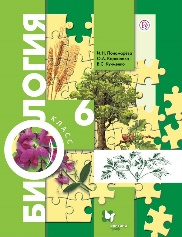 И.Н. Пономарёва
О.А. Корнилова
В.С. Кучменко
БИОЛОГИЯ
6
КЛАСС